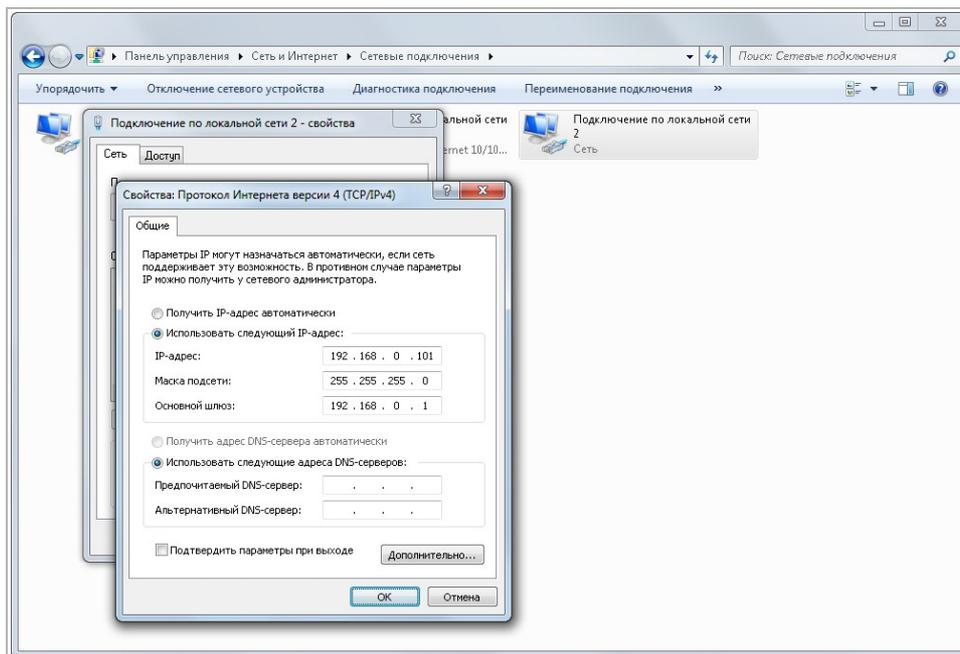 Панель управления ▸ Сеть и Интернет ▸ Сетевые подключения ▸
Поиск: Сетевые подключения
Упорядочить ▾ Отключение сетевого устройства Диагностика подключения Переименование подключения »
Подключение по локальной сети 2 - свойства
Сеть
Доступ
сети
10/10...
Подключение по локальной сети
2
Сеть
Свойства: Протокол Интернета версии 4 (TCP/IPv4)
Общие
Параметры IP могут назначаться автоматически, если сеть
поддерживает эту возможность. В противном случае параметры
IP можно получить у сетевого администратора.
Получить IP-адрес автоматически
Использовать следующий IP-адрес:
IP-адрес: 192 . 168 . 0 . 101
Маска подсети: 255 . 255 . 255 . 0
Основной шлюз: 192 . 168 . 0 . 1
Получить адрес DNS-сервера автоматически
Использовать следующие адреса DNS-серверов:
Предпочитаемый DNS-сервер: . . .
Альтернативный DNS-сервер: . . .
Подтвердить параметры при выходе
Дополнительно...
ОК
Отмена